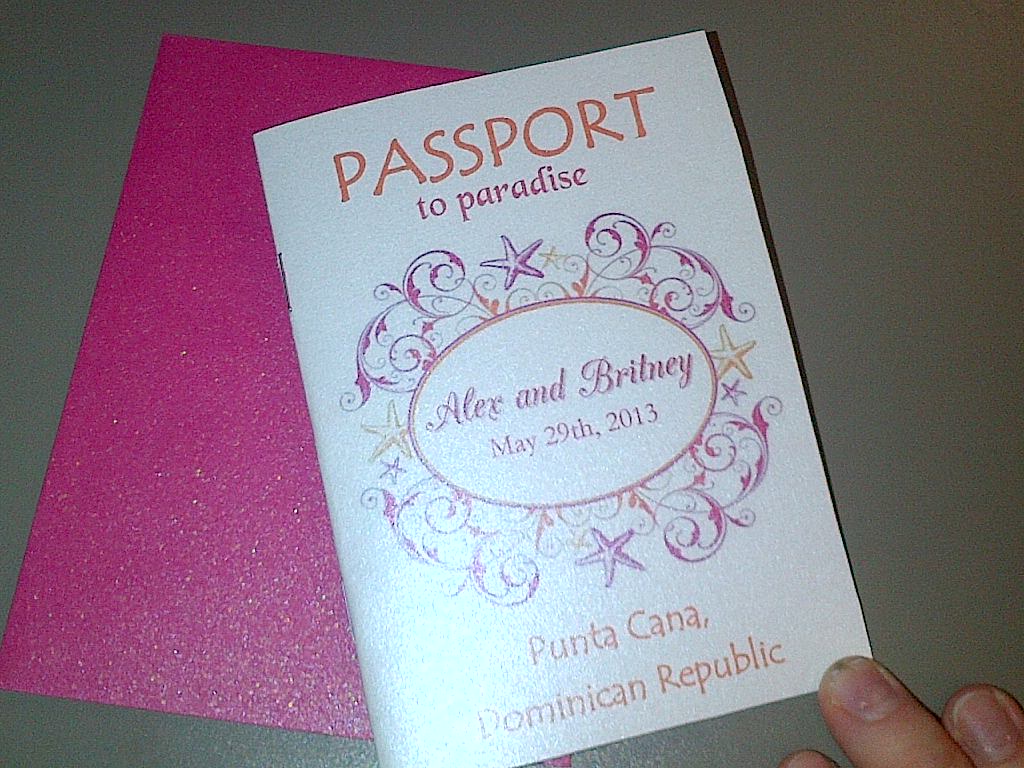 PASSPORT
to paradise
Alex and Britney
May 29th, 2013
Punta Cana,
Dominican Republic